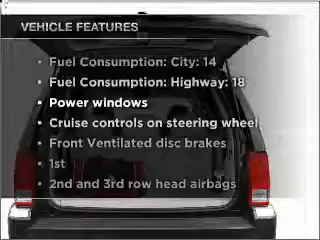 VEHICLE FEATURES
• Fuel Consumption: City: 14
• Fuel Consumption: Highway: 18
• Power windows
• Cruise controls on steering wheel
• Front Ventilated disc brakes
• 1st
• 2nd and 3rd row head airbags